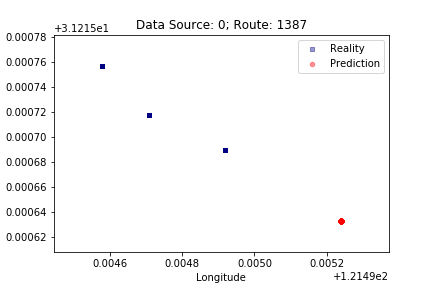 Data Source: 0; Route: 1387
+3.1215e1
0.00078
0.00076
0.00074
0.00072
0.00070
0.00068
0.00066
0.00064
0.00062
Reality
Prediction
0.0046 0.0048 0.0050 0.0052
Longitude
+1.2149e2